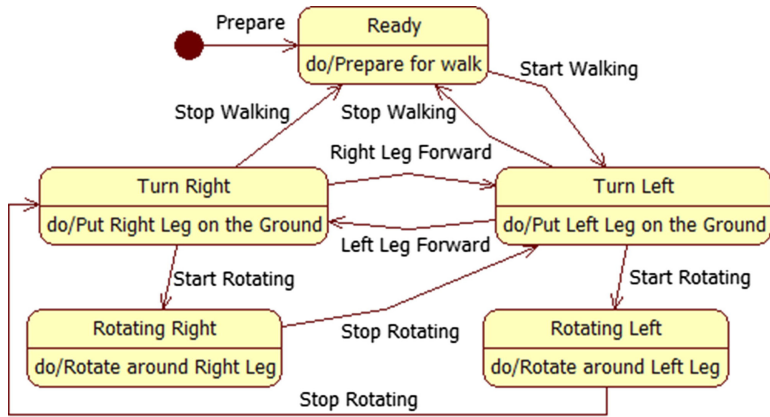 Prepare
Ready
do/Prepare for walk
Start Walking
Stop Walking
Stop Walking
Right Leg Forward
Turn Right
do/Put Right Leg on the Ground
Turn Left
do/Put Left Leg on the Ground
Left Leg Forward
Start Rotating
Start Rotating
Rotating Right
do/Rotate around Right Leg
Stop Rotating
Rotating Left
do/Rotate around Left Leg
Stop Rotating